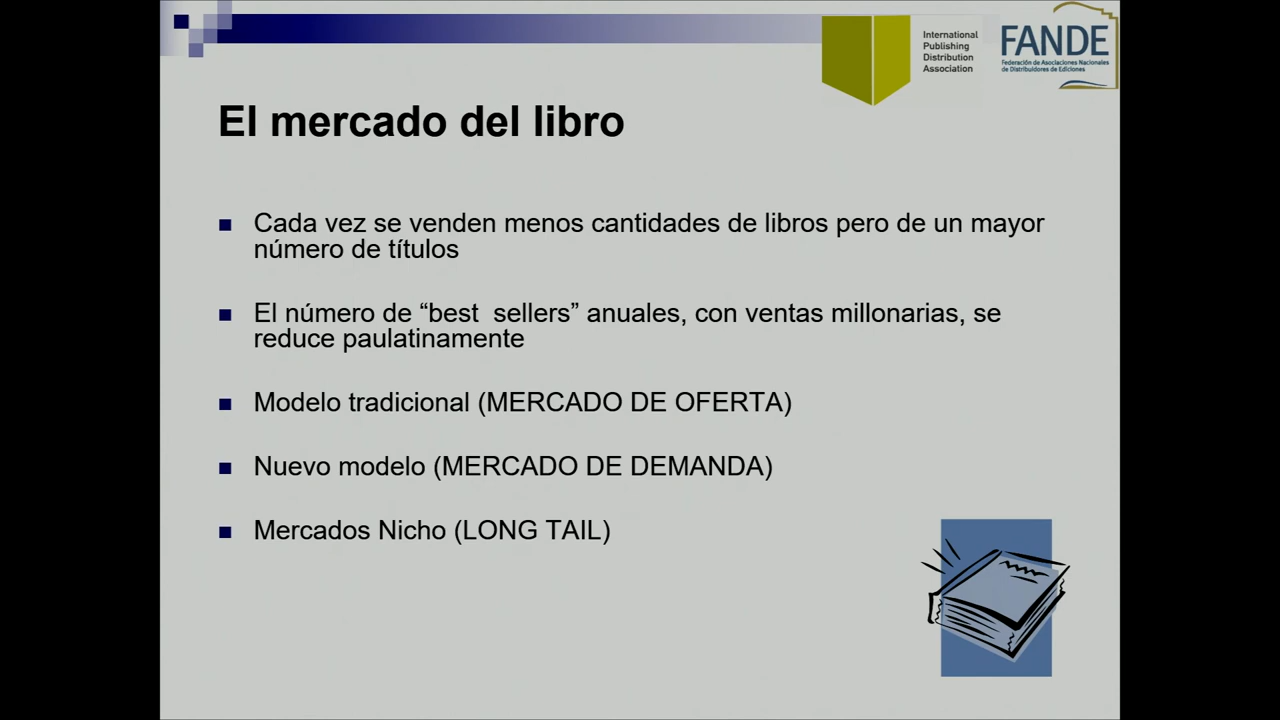 International
Publishing
Distribution
Association
FANDE
Federación de Asociaciones Nacionales
de Distribuidores de Ediciones
El mercado del libro
Cada vez se venden menos cantidades de libros pero de un mayor
número de títulos
El número de “best  sellers” anuales, con ventas millonarias, se
reduce paulatinamente
Modelo tradicional (MERCADO DE OFERTA)
Nuevo modelo (MERCADO DE DEMANDA)
Mercados Nicho (LONG TAIL)